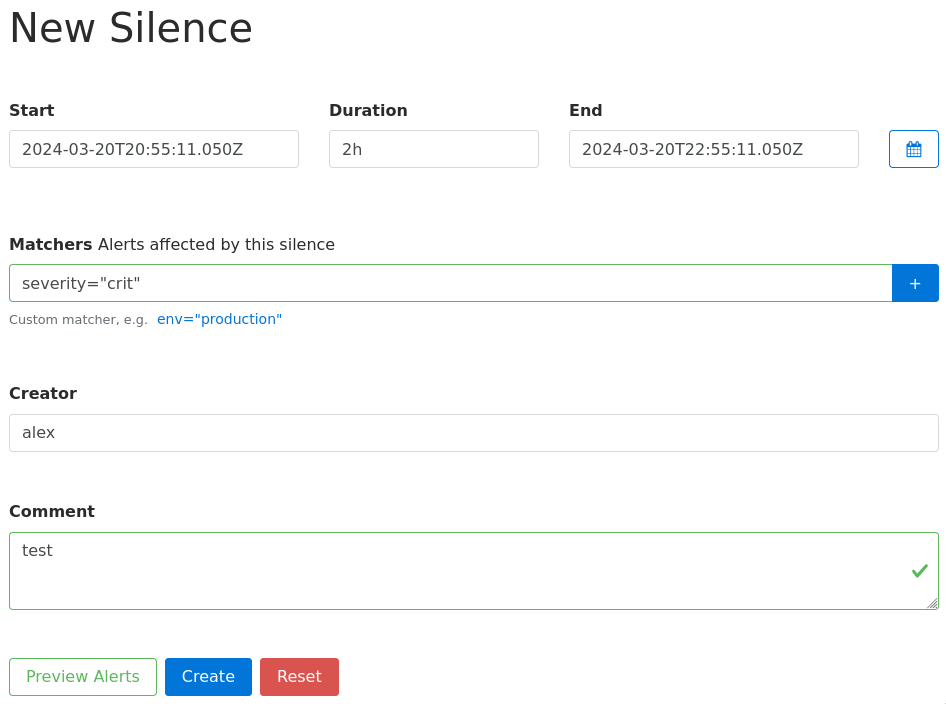 New Silence
Start Duration End
2024-03-20T20:55:11.050Z 2h 2024-03-20T22:55:11.050Z
Matchers Alerts affected by this silence
severity="crit" +
Custom matcher, e.g. env="production"
Creator
alex
Comment
test
Preview Alerts Create Reset